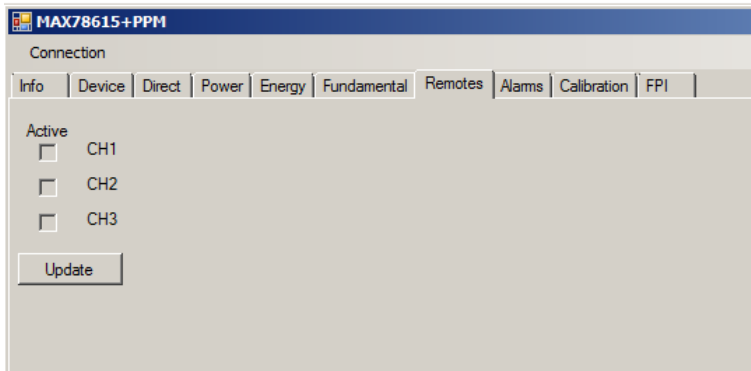 MAX78615+PPM
Connection
Info Device Direct Power Energy Fundamental Remotes Alarms Calibration FPI
Active
CH1
CH2
CH3
Update